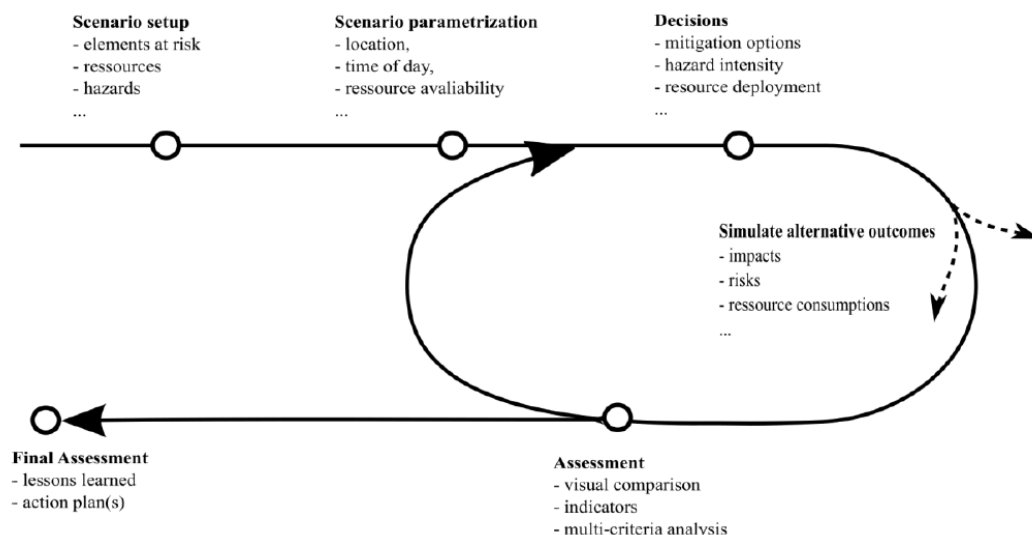 Scenario setup
- elements at risk
- ressources
- hazards
...
Scenario parametrization
- location,
- time of day,
- ressource avaliability
...
Decisions
- mitigation options
- hazard intensity
- resource deployment
...
Simulate alternative outcomes
- impacts
- risks
- ressource consumptions
...
Final Assessment
- lessons learned
- action plan(s)
Assessment
- visual comparison
- indicators
- multi-criteria analysis